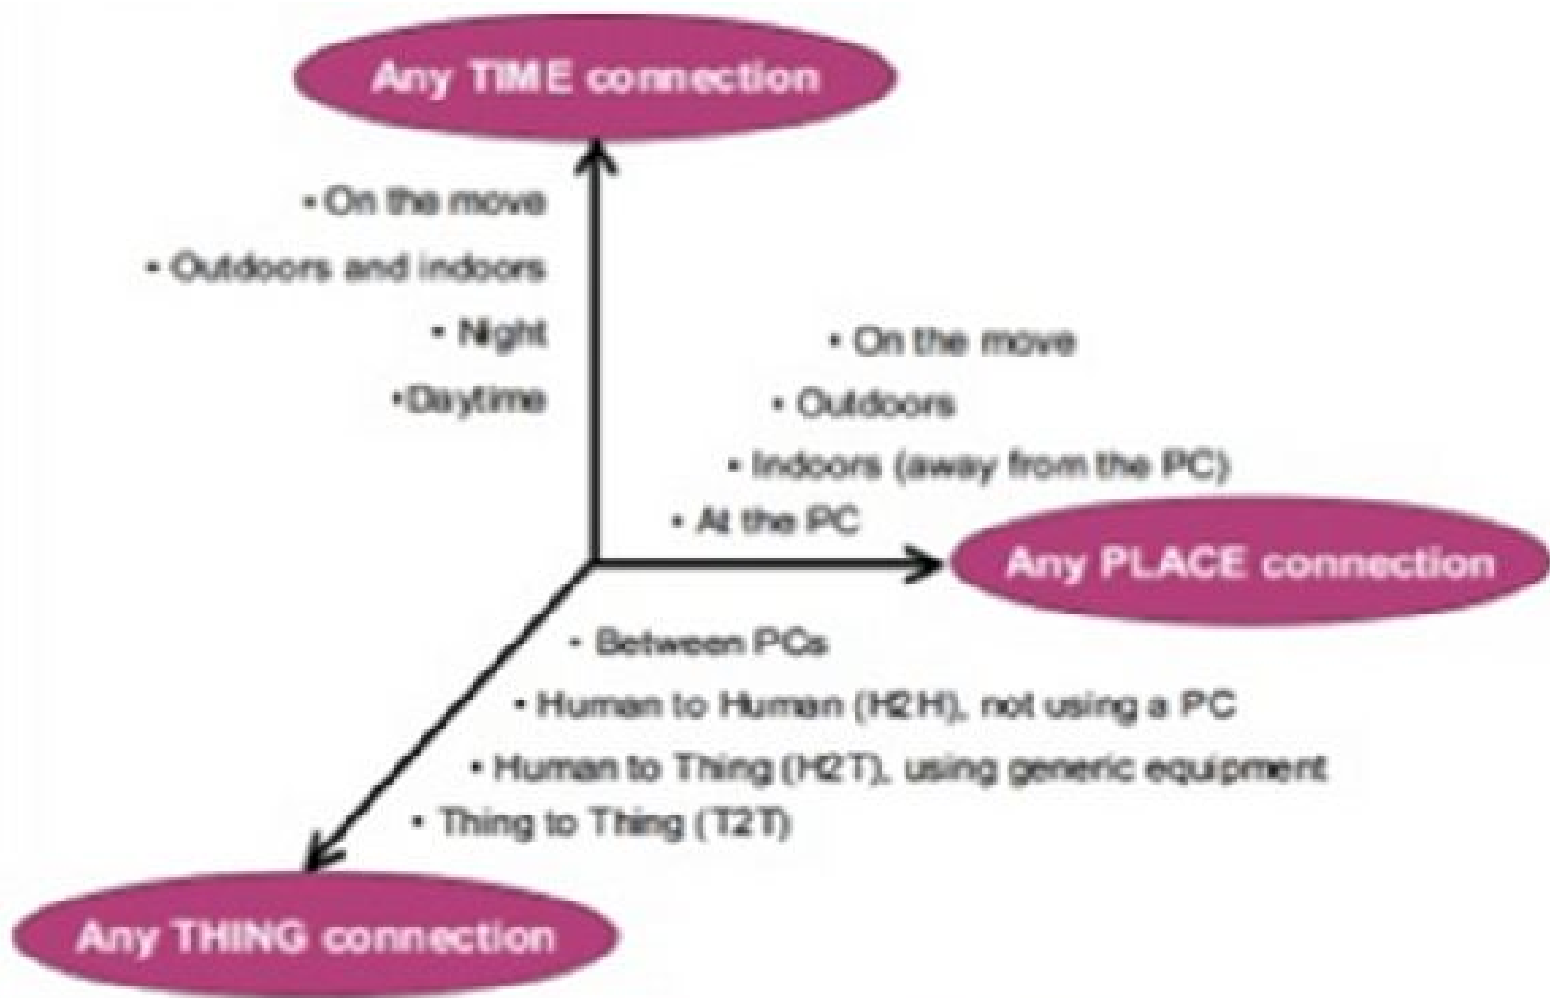 Any TIME connection
• On the move
• Outdoors and indoors
• Night
•Daytime
• On the move
• Outdoors
• Indoors (away from the PC)
• At the PC
Any PLACE connection
• Between PCs
• Human to Human (H2H), not using a PC
• Human to Thing (H2T), using generic equipment
• Thing to Thing (T2T)
Any THING connection